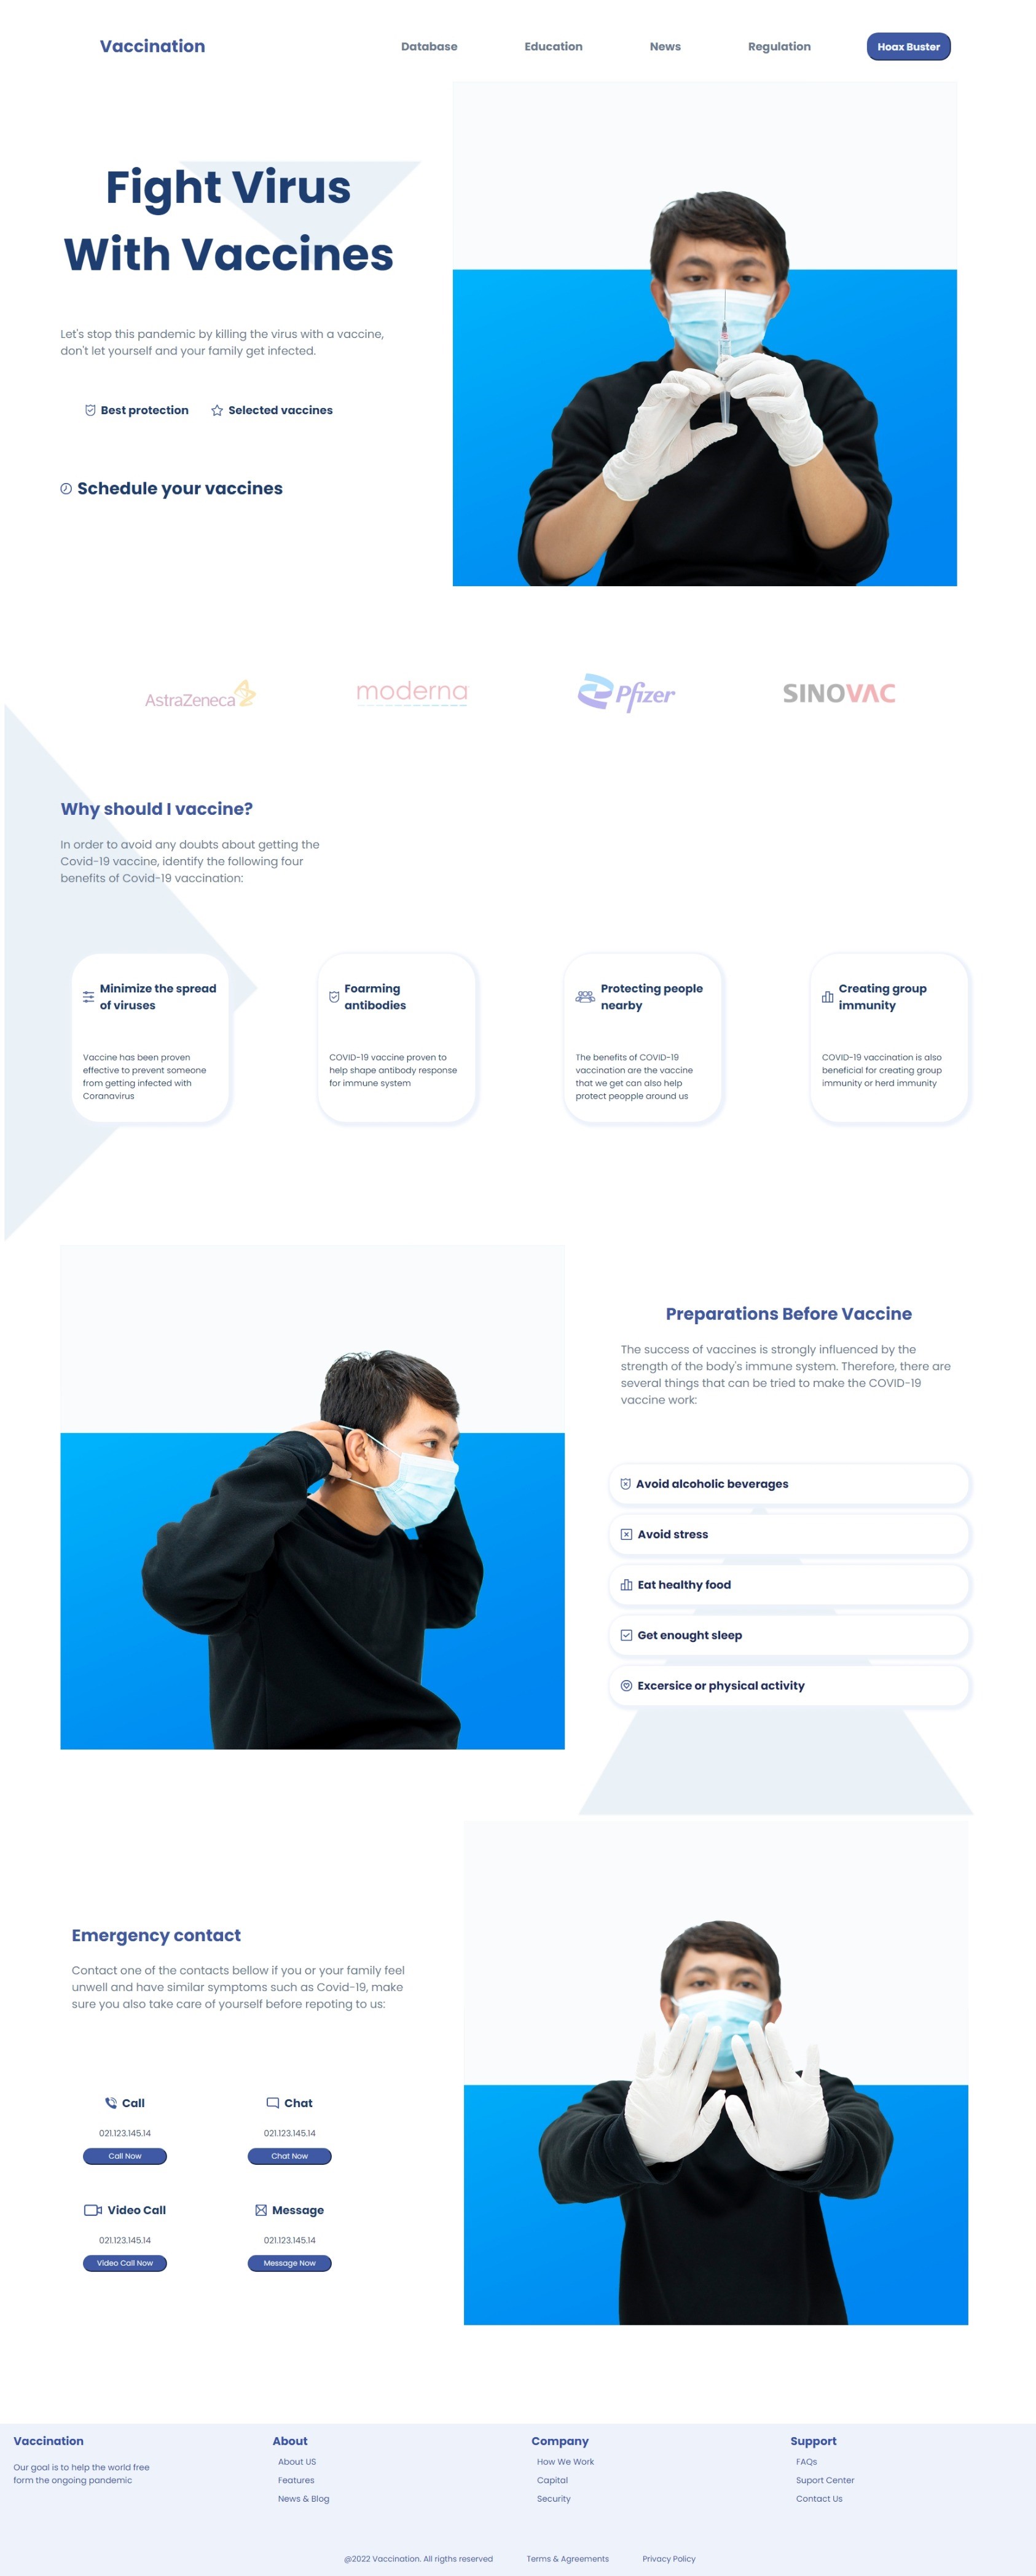 Vaccination
Database
Education
News
Regulation
Hoax Buster
Fight Virus
With Vaccines
Let's stop this pandemic by killing the virus with a vaccine,
don't let yourself and your family get infected.
Best protection
Selected vaccines
Schedule your vaccines
AstraZeneca
moderna
Pfizer
SINOVAC
Why should I vaccine?
In order to avoid any doubts about getting the
Covid-19 vaccine, identify the following four
benefits of Covid-19 vaccination:
Minimize the spread
of viruses
Vaccine has been proven
effective to prevent someone
from getting infected with
Coranavirus
Foarming
antibodies
COVID-19 vaccine proven to
help shape antibody response
for immune system
Protecting people
nearby
The benefits of COVID-19
vaccination are the vaccine
that we get can also help
protect peopple around us
Creating group
immunity
COVID-19 vaccination is also
beneficial for creating group
immunity or herd immunity
Preparations Before Vaccine
The success of vaccines is strongly influenced by the
strength of the body's immune system. Therefore, there are
several things that can be tried to make the COVID-19
vaccine work:
Avoid alcoholic beverages
Avoid stress
Eat healthy food
Get enought sleep
Excersice or physical activity
Emergency contact
Contact one of the contacts bellow if you or your family feel
unwell and have similar symptoms such as Covid-19, make
sure you also take care of yourself before repoting to us:
Call
021.123.145.14
Call Now
Chat
021.123.145.14
Chat Now
Video Call
021.123.145.14
Video Call Now
Message
021.123.145.14
Message Now
Vaccination
Our goal is to help the world free
form the ongoing pandemic
About
About US
Features
News & Blog
Company
How We Work
Capital
Security
Support
FAQs
Suport Center
Contact Us
@2022 Vaccination. All rigths reserved
Terms & Agreements
Privacy Policy